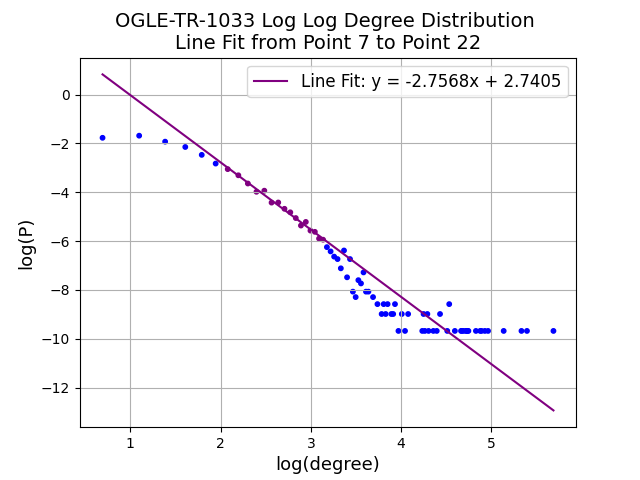 OGLE-TR-1033 Log Log Degree Distribution
Line Fit from Point 7 to Point 22
Line Fit: y = -2.7568x + 2.7405
0
−2
−4
−6
−8
−10
−12
log(P)
1 2 3 4 5
log(degree)